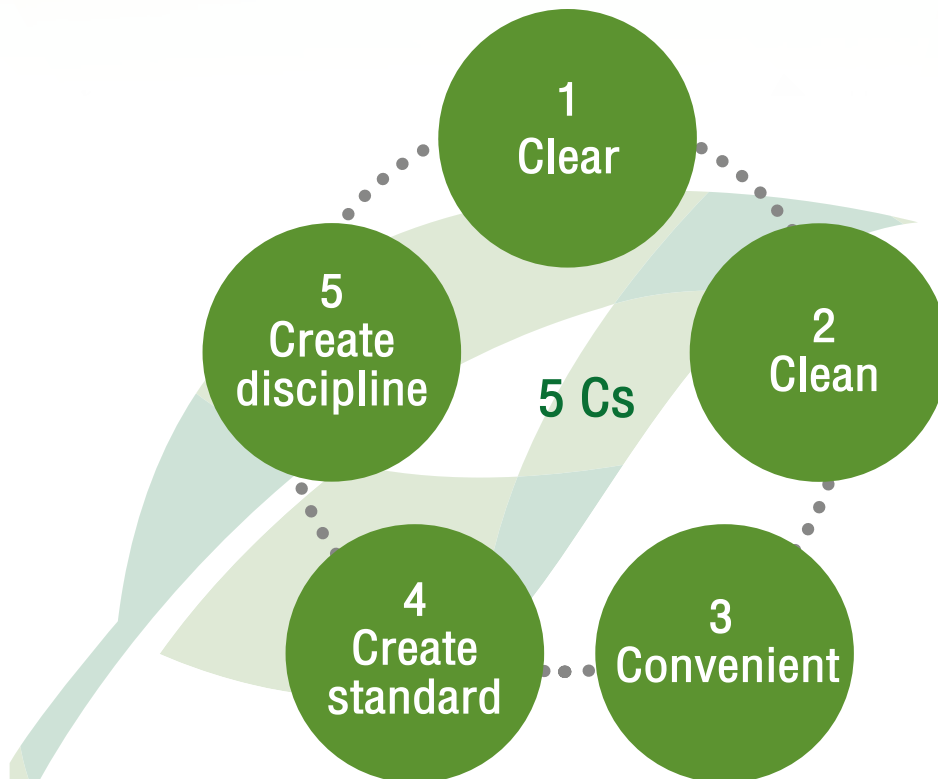 1
Clear
2
Clean
3
Convenient
4
Create
standard
5
Create
discipline
5 Cs